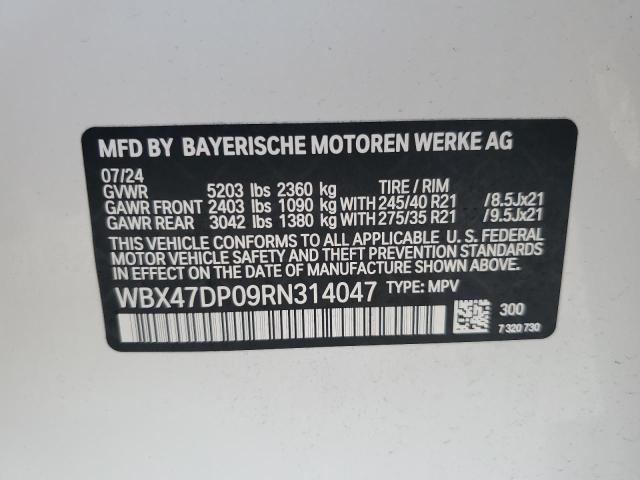 MFD BY BAYERISCHE MOTOREN WERKE AG
07/24
GVWR 5203 lbs 2360 kg TIRE / RIM
GAWR FRONT 2403 lbs 1090 kg WITH 245/40 R21 /8.5Jx21
GAWR REAR 3042 lbs 1380 kg WITH 275/35 R21 /9.5Jx21
THIS VEHICLE CONFORMS TO ALL APPLICABLE U. S. FEDERAL
MOTOR VEHICLE SAFETY AND THEFT PREVENTION STANDARDS
IN EFFECT ON THE DATE OF MANUFACTURE SHOWN ABOVE.
WBX47DP09RN314047 TYPE: MPV
300
7 320 730